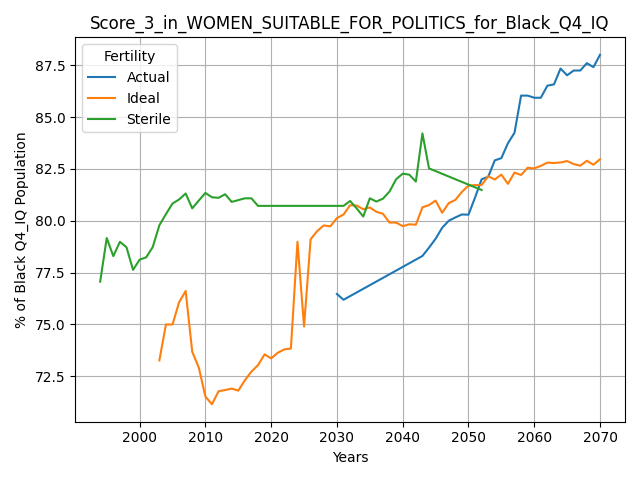 Score_3_in_WOMEN_SUITABLE_FOR_POLITICS_for_Black_Q4_IQ
Fertility
Actual
Ideal
Sterile
% of Black Q4_IQ Population
87.5
85.0
82.5
80.0
77.5
75.0
72.5
2000 2010 2020 2030 2040 2050 2060 2070
Years